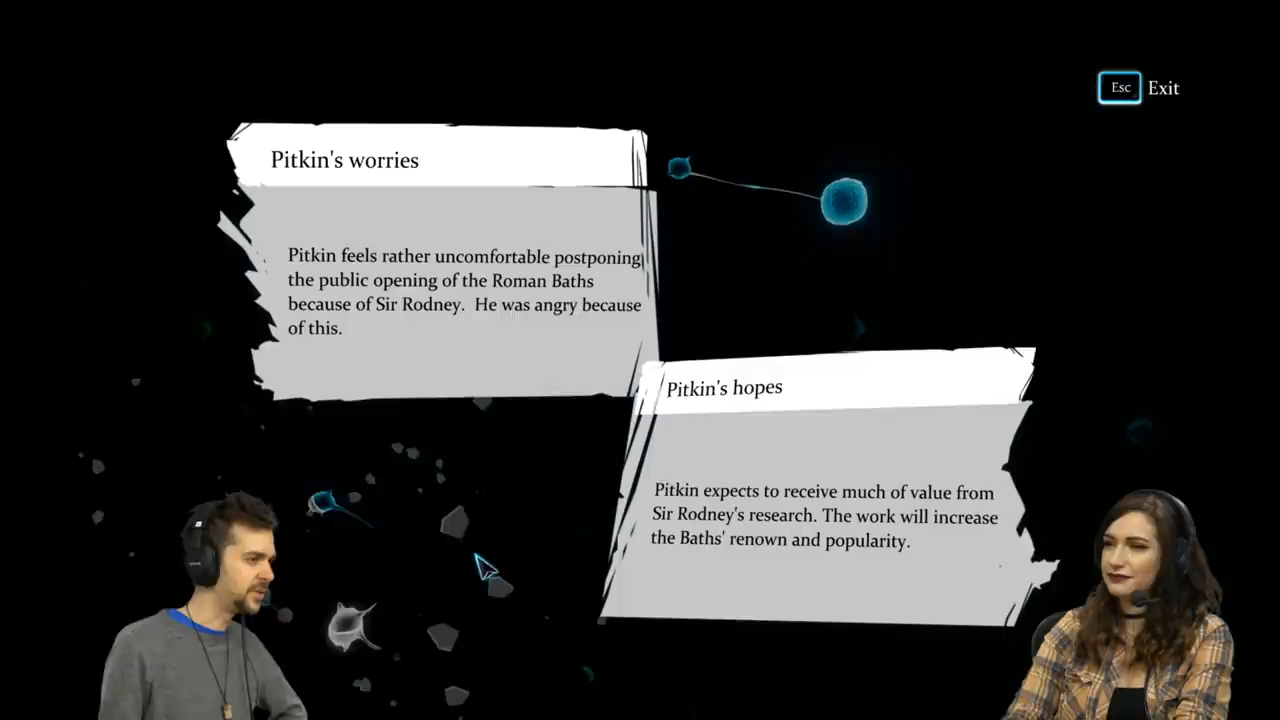 Esc Exit
Pitkin's worries
Pitkin feels rather uncomfortable postponing
the public opening of the Roman Baths
because of Sir Rodney.  He was angry because
of this.
Pitkin's hopes
Pitkin expects to receive much of value from
Sir Rodney's research. The work will increase
the Baths' renown and popularity.